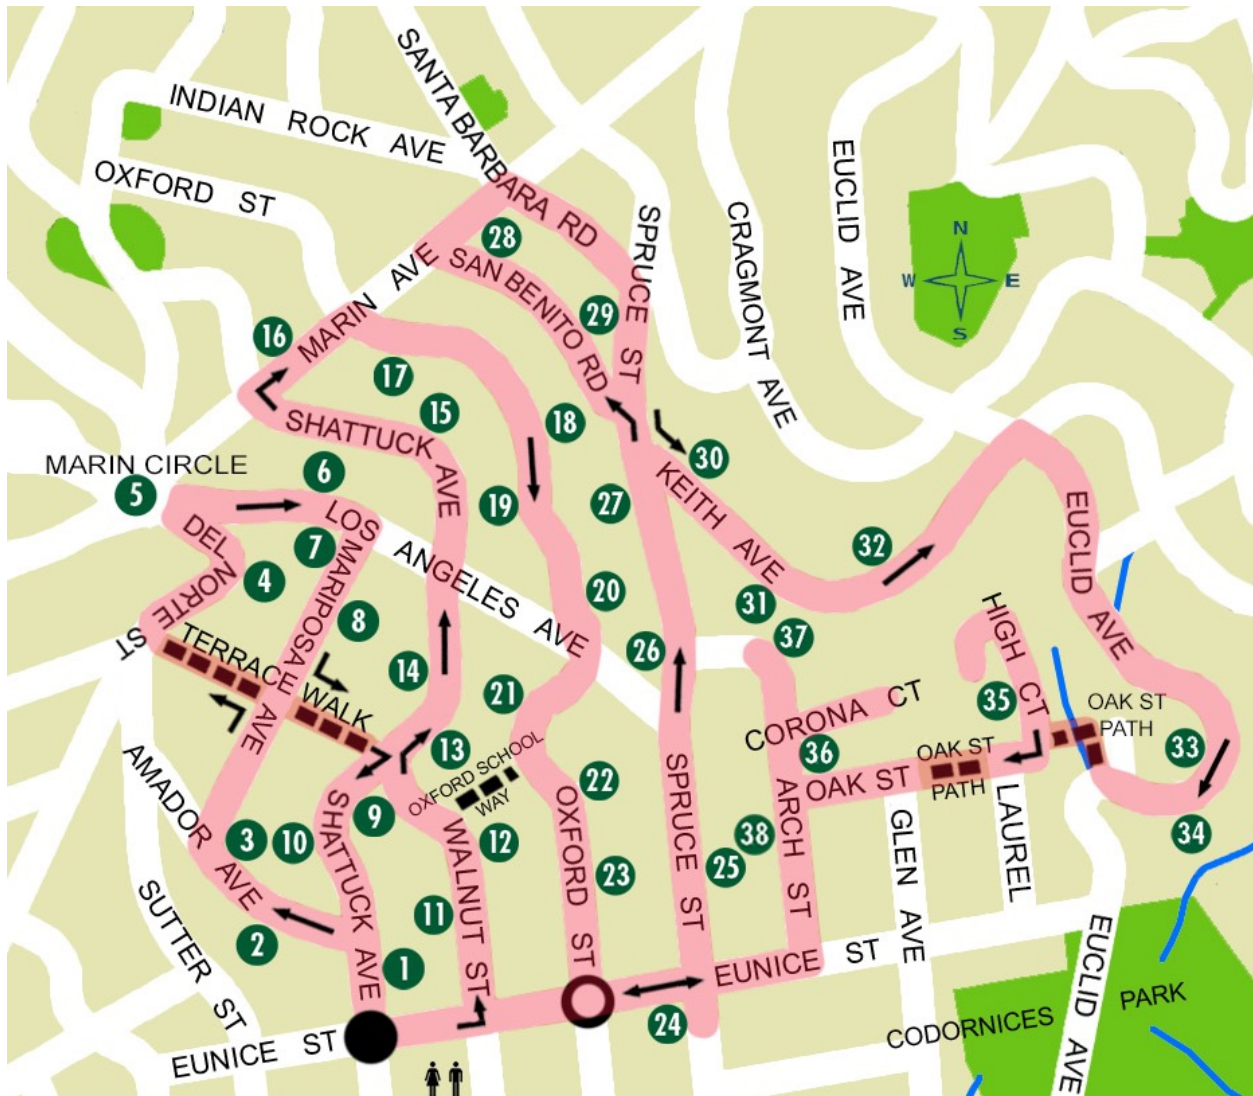 SANTA BARBARA RD
INDIAN ROCK AVE
OXFORD ST
EUCLID AVE
SPRUCE ST
CRAGMONT AVE
N
W E
S
28
MARIN AVE
SAN BENITO RD
29
16
17
15
18
SHATTUCK AVE
MARIN CIRCLE
5
6
30
19
27
KEITH AVE
EUCLID AVE
LOS ANGELES AVE
7
DEL NORTE ST
4
MARIPOSA AVE
8
32
20
31
HIGH CT
37
26
TERRACE WALK
14
21
35
CORONA CT
OAK ST
PATH
33
13
OXFORD SCHOOL
WAY
36
OAK ST
PATH
OAK ST
34
AMADOR AVE
3
10
9
12
22
SHATTUCK AVE
WALNUT ST
OXFORD ST
SPRUCE ST
ARCH ST
38
25
23
GLEN AVE
LAUREL
SUTTER ST
2
11
1
EUNICE ST
EUCLID AVE
24
CODORNICES PARK
EUNICE ST